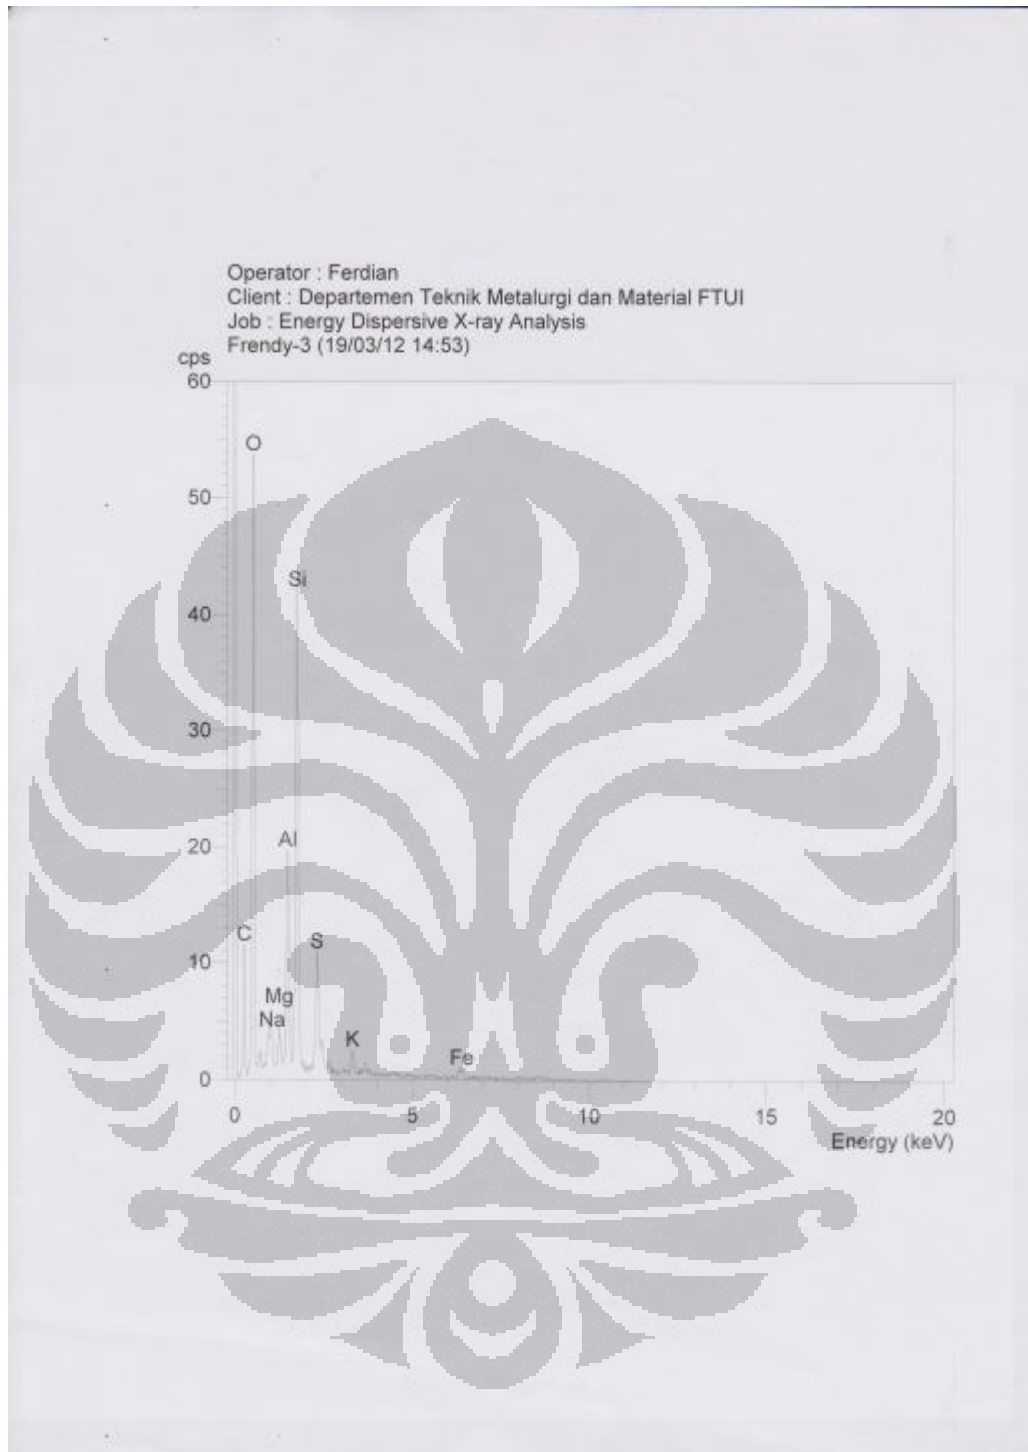 Operator : Ferdian
Client : Departemen Teknik Metalurgi dan Material FTUI
Job : Energy Dispersive X-ray Analysis
Frendy-3 (19/03/12 14:53)
cps
60
O
50
Si
40
30
Al
20
C
S
10
Mg
Na
K
Fe
0
0 5 10 15 20
Energy (keV)